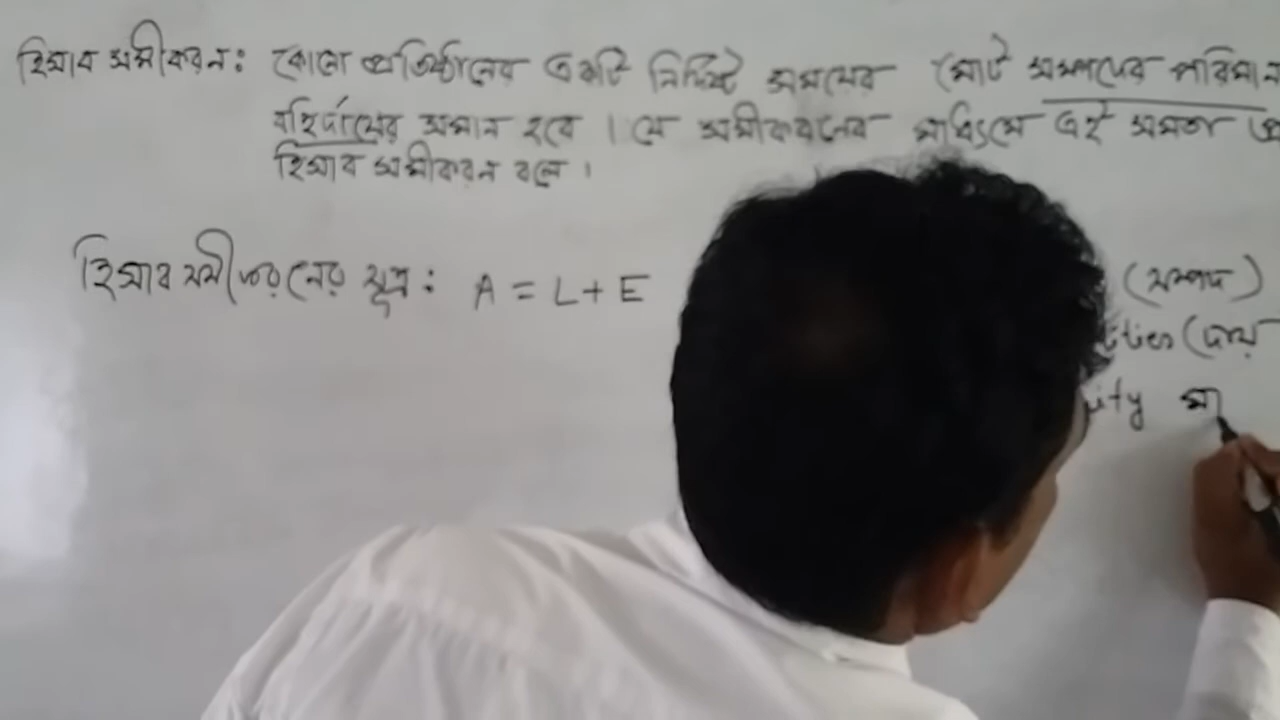 হিসাব সমীকরন: কোনো প্রতিষ্ঠানের একটি নির্দিষ্ট সময়ের মোট সম্পদের পরিমান
বহির্দায়ের সমান হবে । যে সমীকরনের মাধ্যমে এই সমতা
হিসাব সমীকরন বলে ।
হিসাব সমীকরনের সূত্র: A = L + E
(সম্পদ)
ities (দায়
uity মা